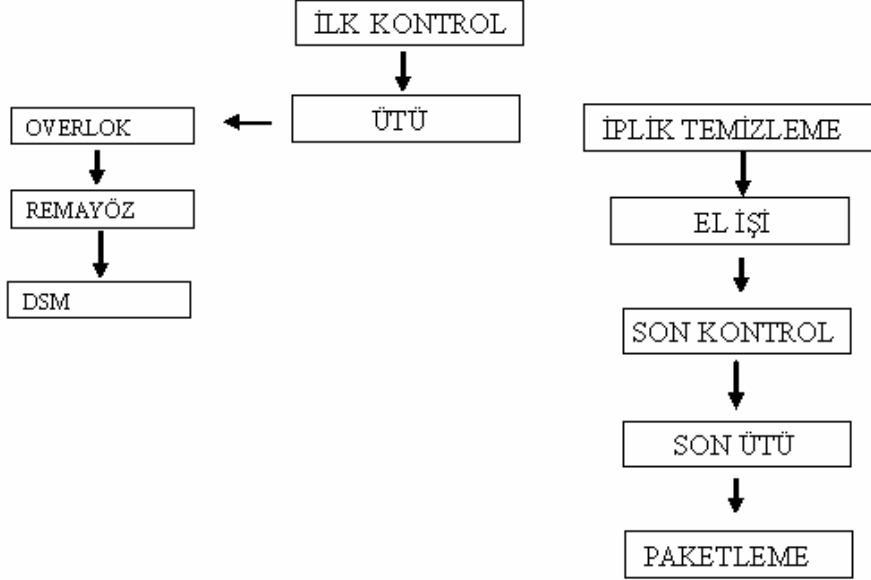 İLK KONTROL
ÜTÜ
OVERLOK
REMAYÖZ
DSM
İPLİK TEMİZLEME
EL İŞİ
SON KONTROL
SON ÜTÜ
PAKETLEME